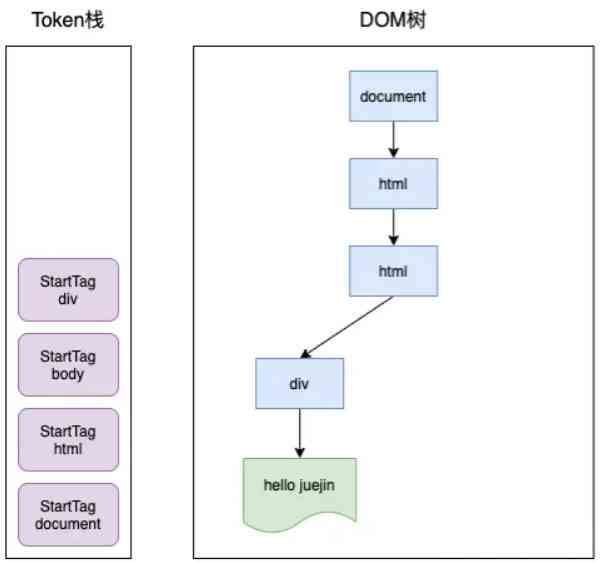 Token栈
DOM树
StartTag
div
StartTag
body
StartTag
html
StartTag
document
document
html
html
div
hello juejin